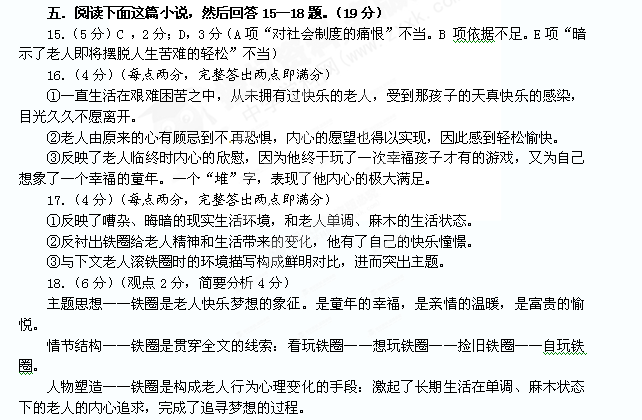 五．阅读下面这篇小说，然后回答 15—18 题。（19 分）
15.（5分）C ，2 分；D，3 分（A 项“对社会制度的痛恨”不当。B 项依据不足。E 项“暗
示了老人即将摆脱人生苦难的轻松”不当）
16.（4 分）（每点两分，完整答出两点即满分）
①一直生活在艰难困苦之中，从未拥有过快乐的老人，受到那孩子的天真快乐的感染，
目光久久不愿离开。
②老人由原来的心有顾忌到不再恐惧，内心的愿望也得以实现，因此感到轻松愉快。
③反映了老人临终时内心的欣慰，因为他终于玩了一次幸福孩子才有的游戏，又为自己
想象了一个幸福的童年。一个“堆”字，表现了他内心的极大满足。
17.（4 分）（每点两分，完整答出两点即满分）
①反映了嘈杂、晦暗的现实生活环境，和老人单调、麻木的生活状态。
②反衬出铁圈给老人精神和生活带来的变化，他有了自己的快乐憧憬。
③与下文老人滚铁圈时的环境描写构成鲜明对比，进而突出主题。
18.（6 分）（观点 2 分，简要分析 4 分）
主题思想——铁圈是老人快乐梦想的象征。是童年的幸福，是亲情的温暖，是富贵的愉
悦。
情节结构——铁圈是贯穿全文的线索：看玩铁圈——想玩铁圈——捡旧铁圈——自玩铁
圈。
人物塑造——铁圈是构成老人行为心理变化的手段：激起了长期生活在单调、麻木状态
下的老人的内心追求，完成了追寻梦想的过程。